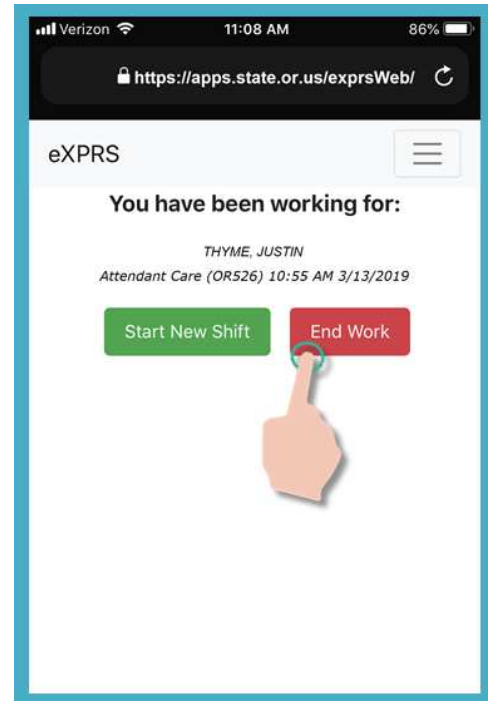 Verizon 11:08 AM 86%
https://apps.state.or.us/exprsWeb/
eXPRS
You have been working for:
THYME, JUSTIN
Attendant Care (OR526) 10:55 AM 3/13/2019
Start New Shift End Work